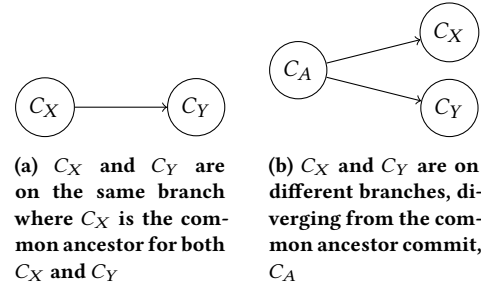 C_X
C_Y
(a) C_X and C_Y are
on the same branch
where C_X is the com-
mon ancestor for both
C_X and C_Y
C_A
C_X
C_Y
(b) C_X and C_Y are on
different branches, di-
verging from the com-
mon ancestor commit,
C_A